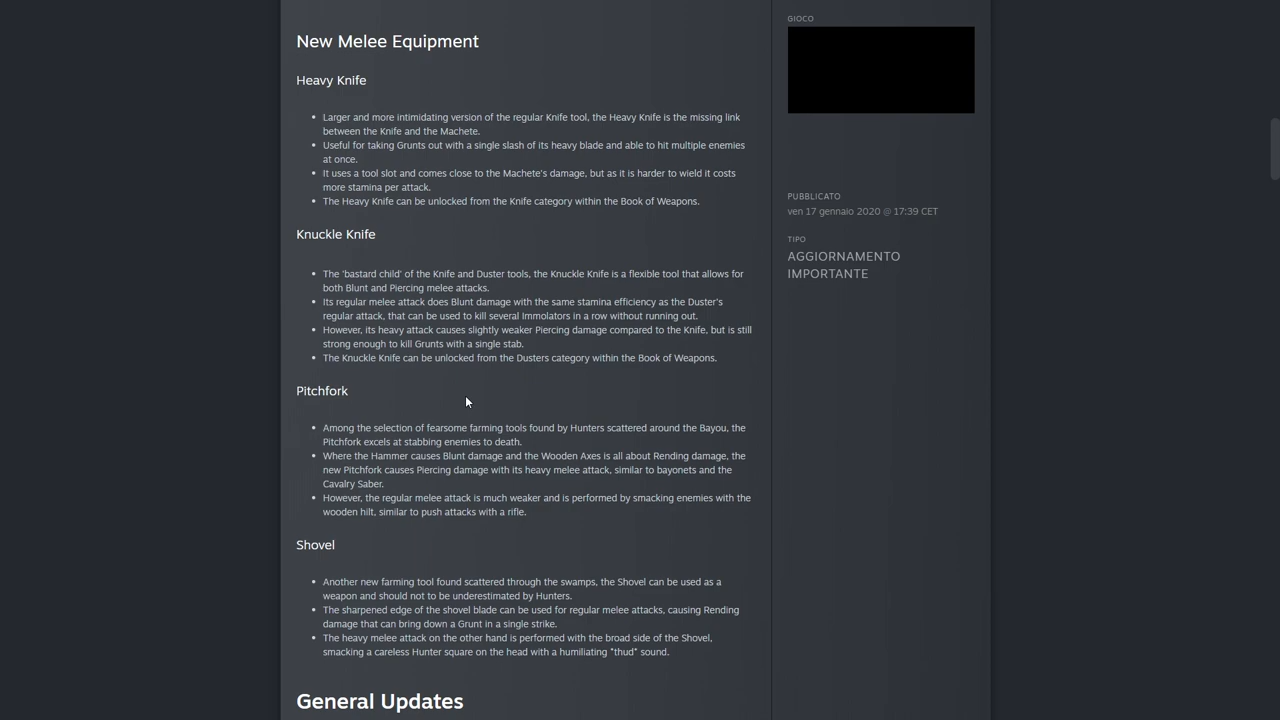 New Melee Equipment
Heavy Knife
Larger and more intimidating version of the regular Knife tool, the Heavy Knife is the missing link
between the Knife and the Machete.
Useful for taking Grunts out with a single slash of its heavy blade and able to hit multiple enemies
at once.
It uses a tool slot and comes close to the Machete's damage, but as it is harder to wield it costs
more stamina per attack.
The Heavy Knife can be unlocked from the Knife category within the Book of Weapons.
Knuckle Knife
The 'bastard child' of the Knife and Duster tools, the Knuckle Knife is a flexible tool that allows for
both Blunt and Piercing melee attacks.
Its regular melee attack does Blunt damage with the same stamina efficiency as the Duster's
regular attack, that can be used to kill several Immolators in a row without running out.
However, its heavy attack causes slightly weaker Piercing damage compared to the Knife, but is still
strong enough to kill Grunts with a single stab.
The Knuckle Knife can be unlocked from the Dusters category within the Book of Weapons.
Pitchfork
Among the selection of fearsome farming tools found by Hunters scattered around the Bayou, the
Pitchfork excels at stabbing enemies to death.
Where the Hammer causes Blunt damage and the Wooden Axes is all about Rending damage, the
new Pitchfork causes Piercing damage with its heavy melee attack, similar to bayonets and the
Cavalry Saber.
However, the regular melee attack is much weaker and is performed by smacking enemies with the
wooden hilt, similar to push attacks with a rifle.
Shovel
Another new farming tool found scattered through the swamps, the Shovel can be used as a
weapon and should not to be underestimated by Hunters.
The sharpened edge of the shovel blade can be used for regular melee attacks, causing Rending
damage that can bring down a Grunt in a single strike.
The heavy melee attack on the other hand is performed with the broad side of the Shovel,
smacking a careless Hunter square on the head with a humiliating "thud" sound.
General Updates
GIOCO
PUBBLICATO
ven 17 gennaio 2020 @ 17:39 CET
TIPO
AGGIORNAMENTO
IMPORTANTE